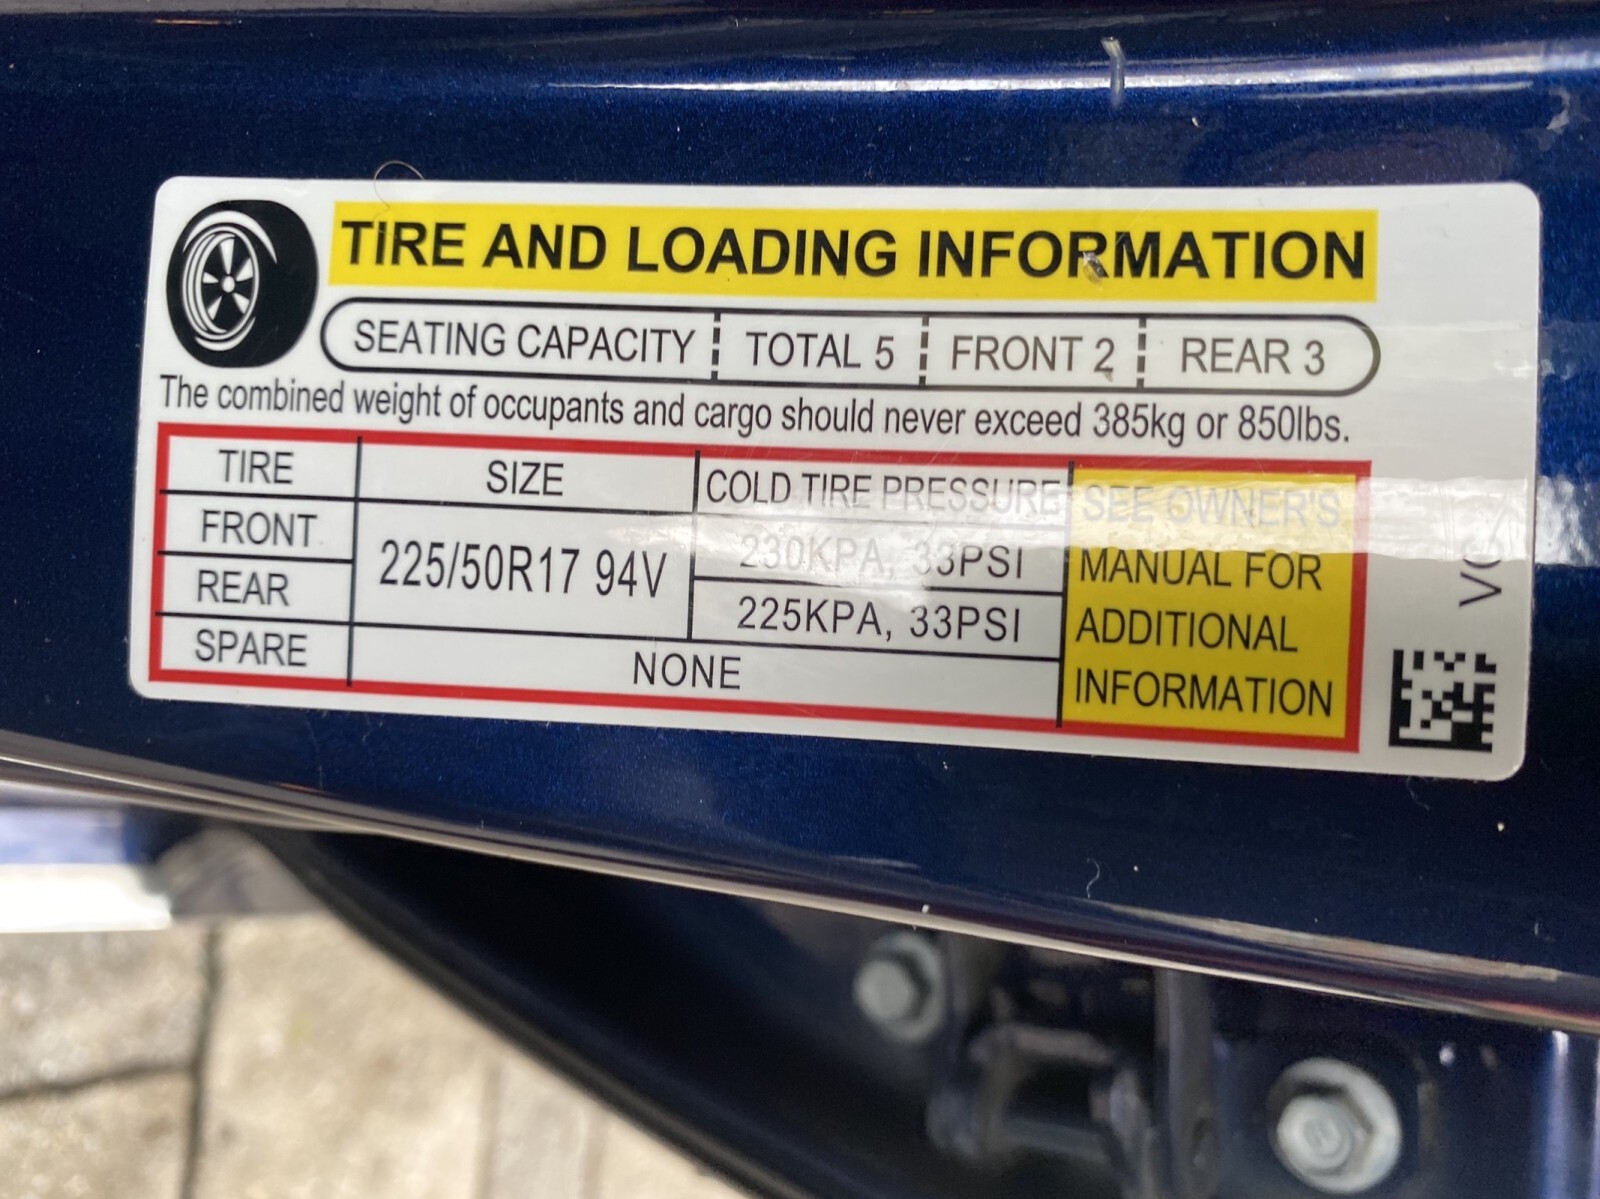 TIRE AND LOADING INFORMATION
SEATING CAPACITY TOTAL 5 FRONT 2 REAR 3
The combined weight of occupants and cargo should never exceed 385kg or 850lbs.
TIRE SIZE COLD TIRE PRESSURE SEE OWNER'S
FRONT 225/50R17 94V 230KPA, 33PSI MANUAL FOR
REAR 225KPA, 33PSI ADDITIONAL
SPARE NONE INFORMATION